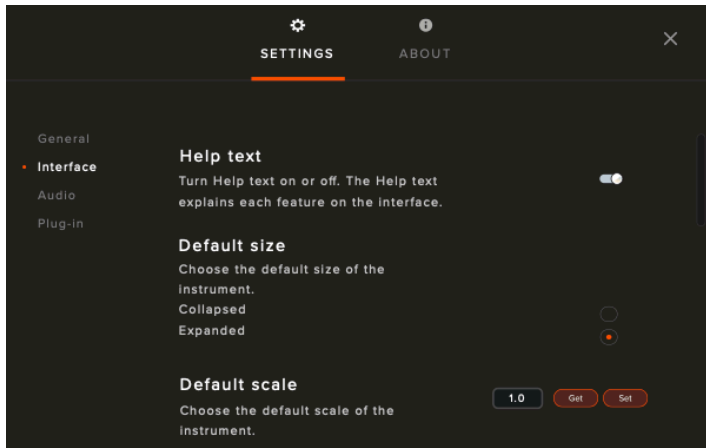 SETTINGS
ABOUT
General
Interface
Audio
Plug-in
Help text
Turn Help text on or off. The Help text
explains each feature on the interface.
Default size
Choose the default size of the
instrument.
Collapsed
Expanded
Default scale
1.0
Get
Set
Choose the default scale of the
instrument.